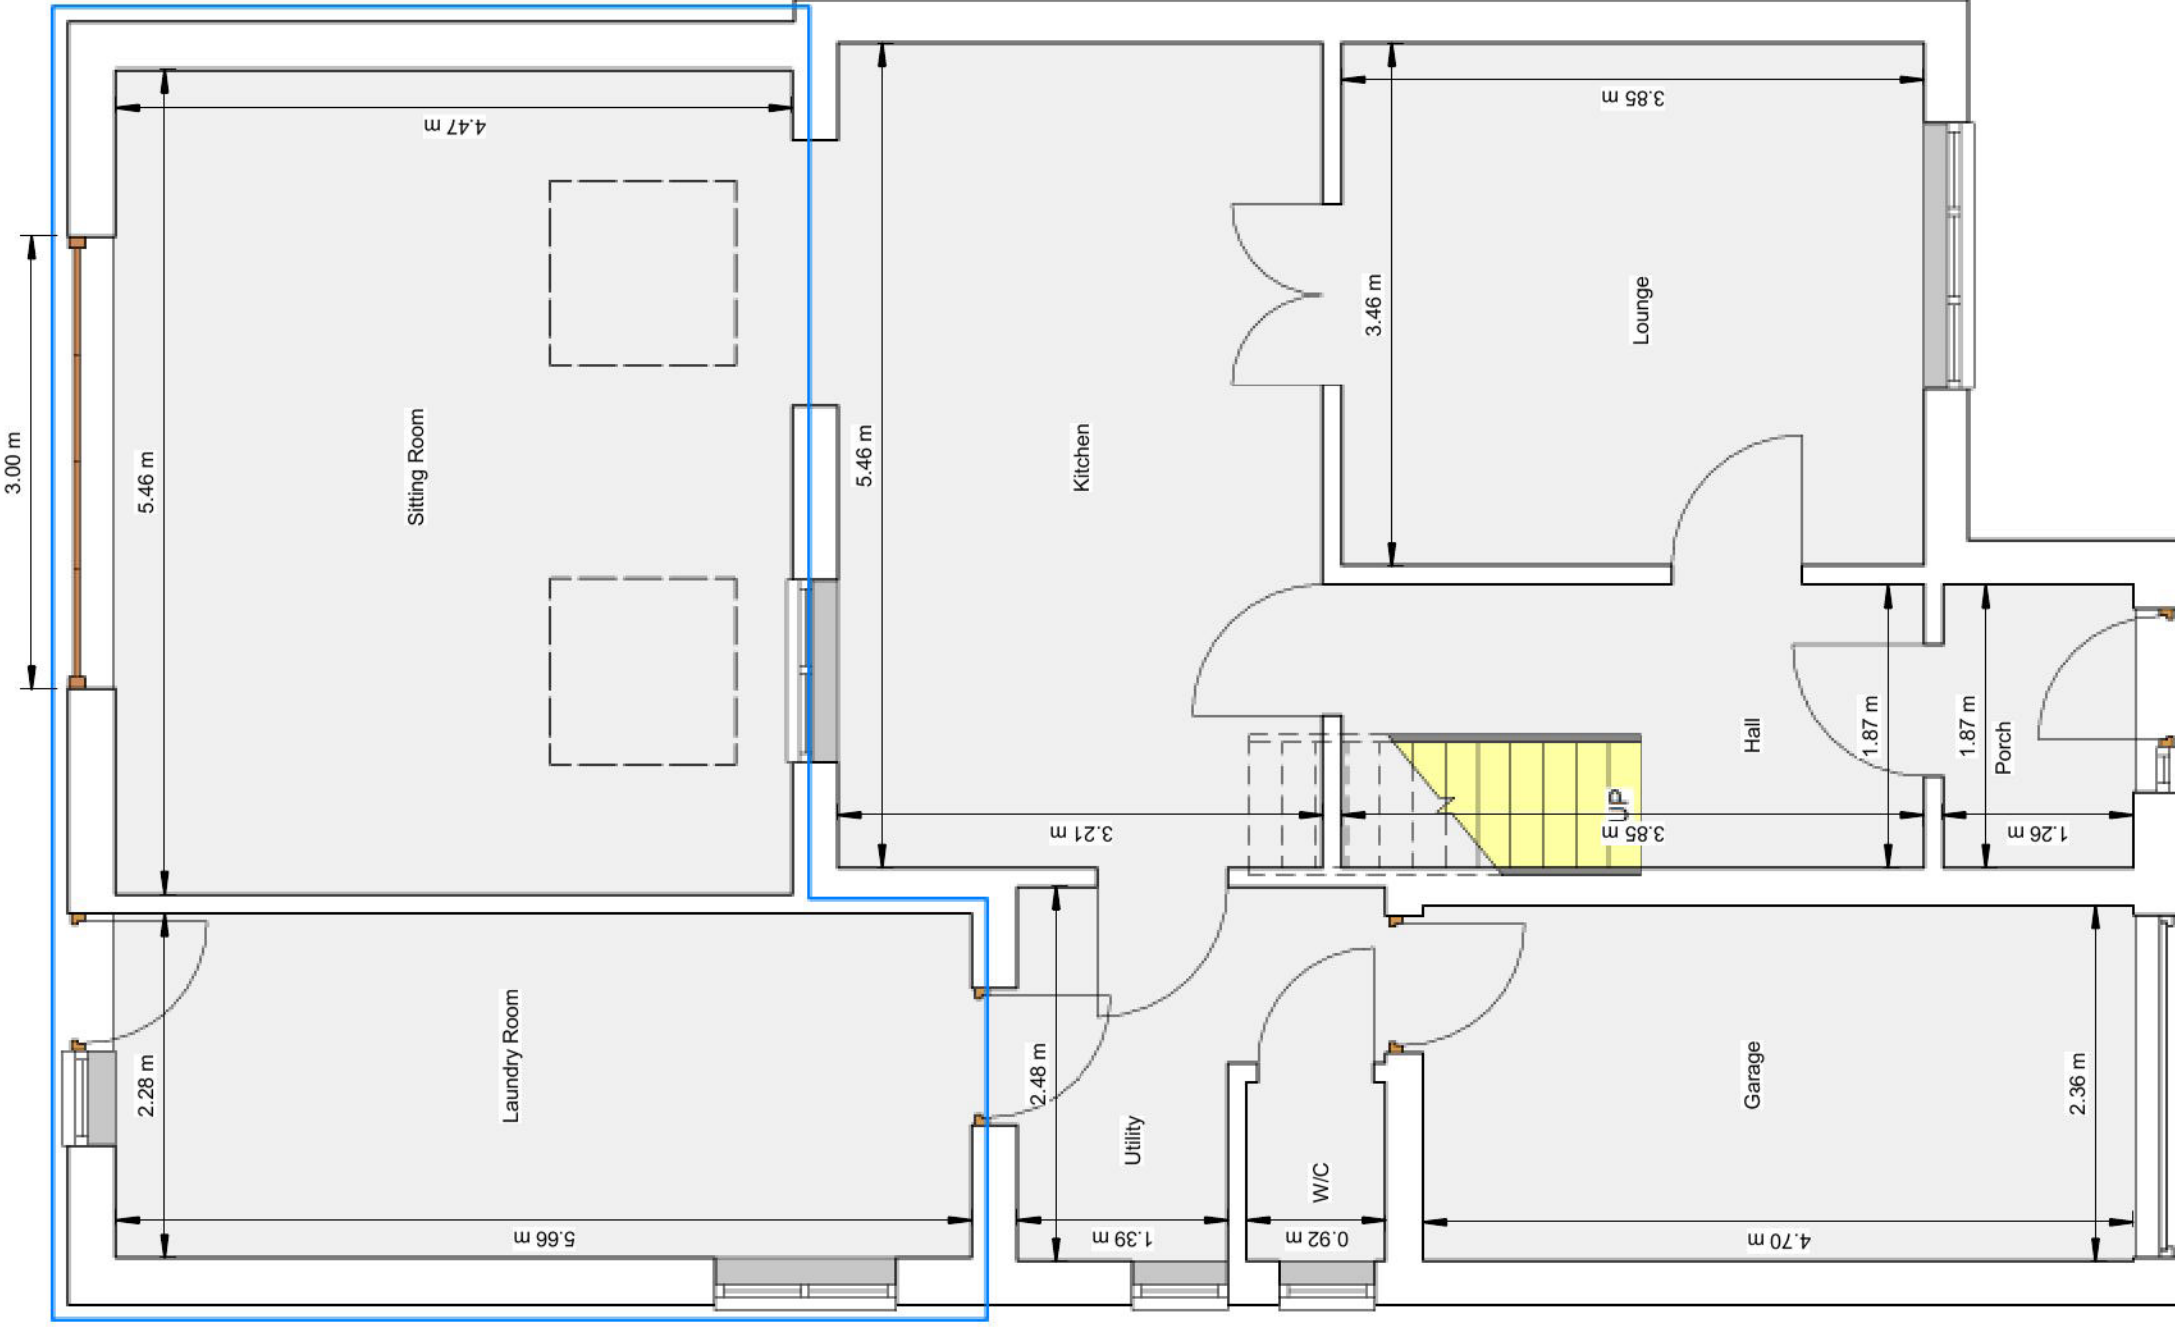 3.00 m
4.47 m
5.46 m
Sitting Room
5.46 m
Kitchen
3.21 m
3.85 m
3.46 m
Lounge
Hall
UP
3.85 m
1.87 m
1.87 m
Porch
1.26 m
2.28 m
Laundry Room
5.66 m
2.48 m
Utility
1.39 m
W/C
0.92 m
Garage
2.36 m
4.70 m